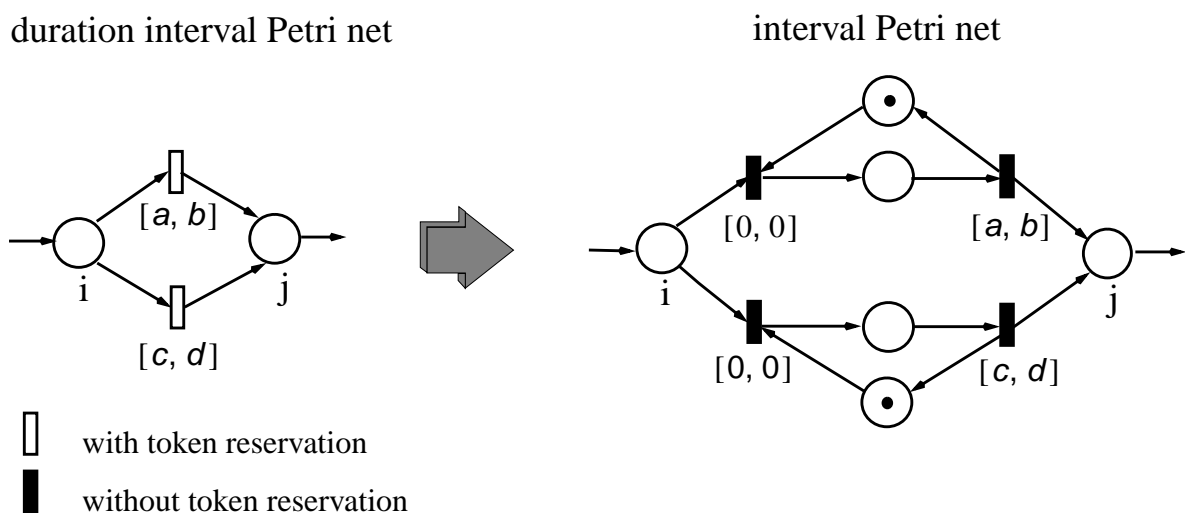 duration interval Petri net
interval Petri net
[a, b]
i
j
[c, d]
[0, 0]
[a, b]
i
j
[0, 0]
[c, d]
with token reservation
without token reservation